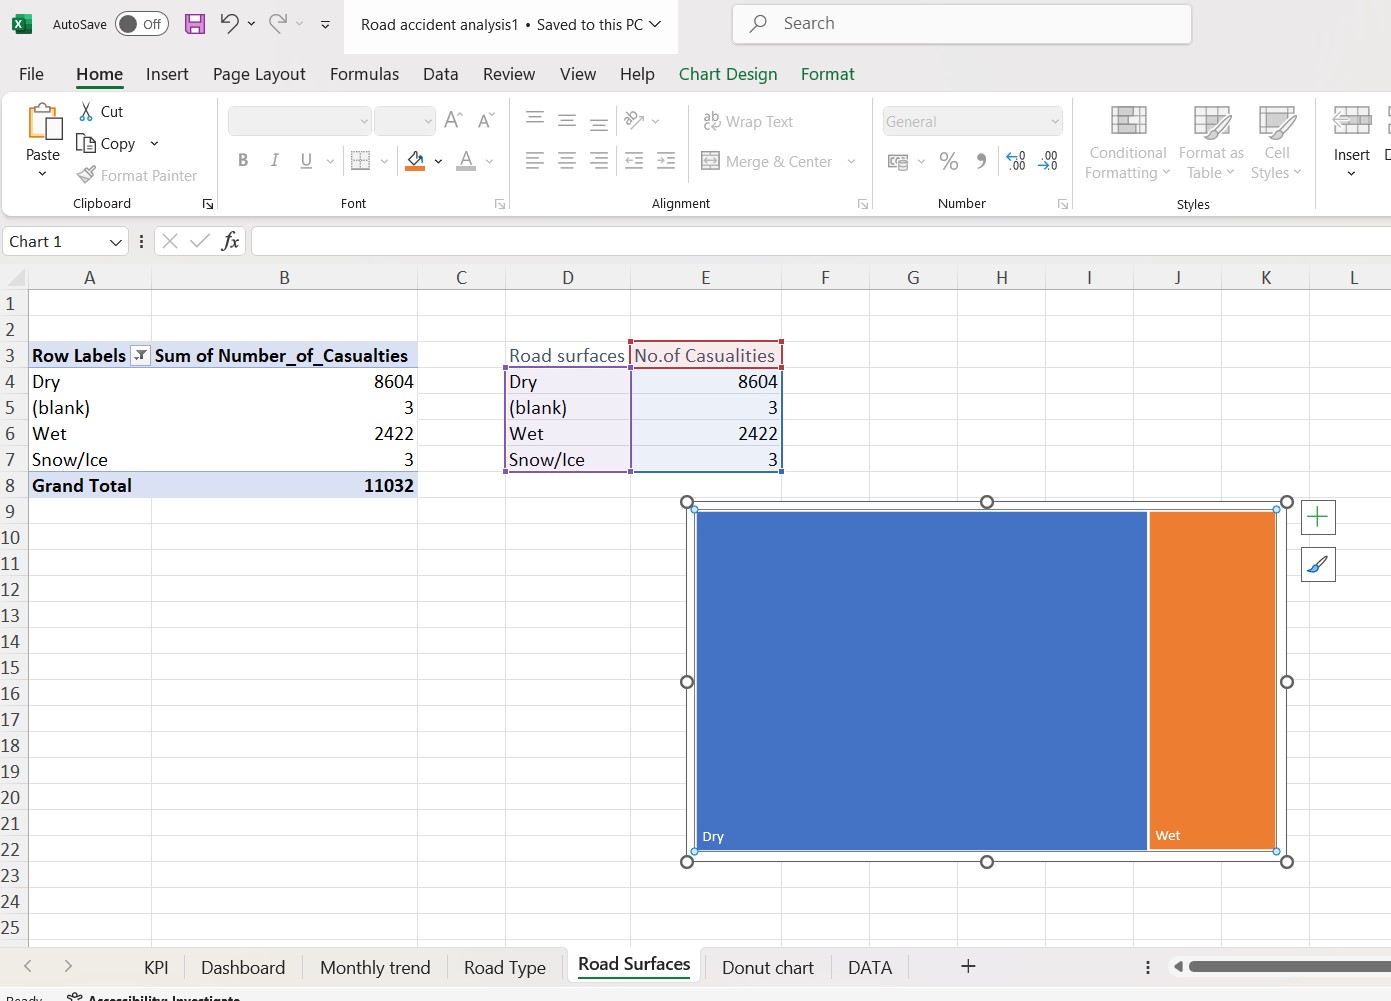 AutoSave Off Road accident analysis1 • Saved to this PC Search
File Home Insert Page Layout Formulas Data Review View Help Chart Design Format
Paste
Cut
Copy
Format Painter
Clipboard
B I U A
Font
ab Wrap Text
Merge & Center
Alignment
General
% 9 .00
Number
Conditional Formatting
Format as Table
Cell Styles
Styles
Insert
Chart 1 fx
A B C D E F G H I J K L
1
2
3 Row Labels Sum of Number_of_Casualties Road surfaces No.of Casualities
4 Dry 8604 Dry 8604
5 (blank) 3 (blank) 3
6 Wet 2422 Wet 2422
7 Snow/Ice 3 Snow/Ice 3
8 Grand Total 11032
9
10
11
12
13
14
15
16
17
18
19
20
21
22
23
24
25
Dry Wet
KPI Dashboard Monthly trend Road Type Road Surfaces Donut chart DATA
Ready Accessibility: Investigate